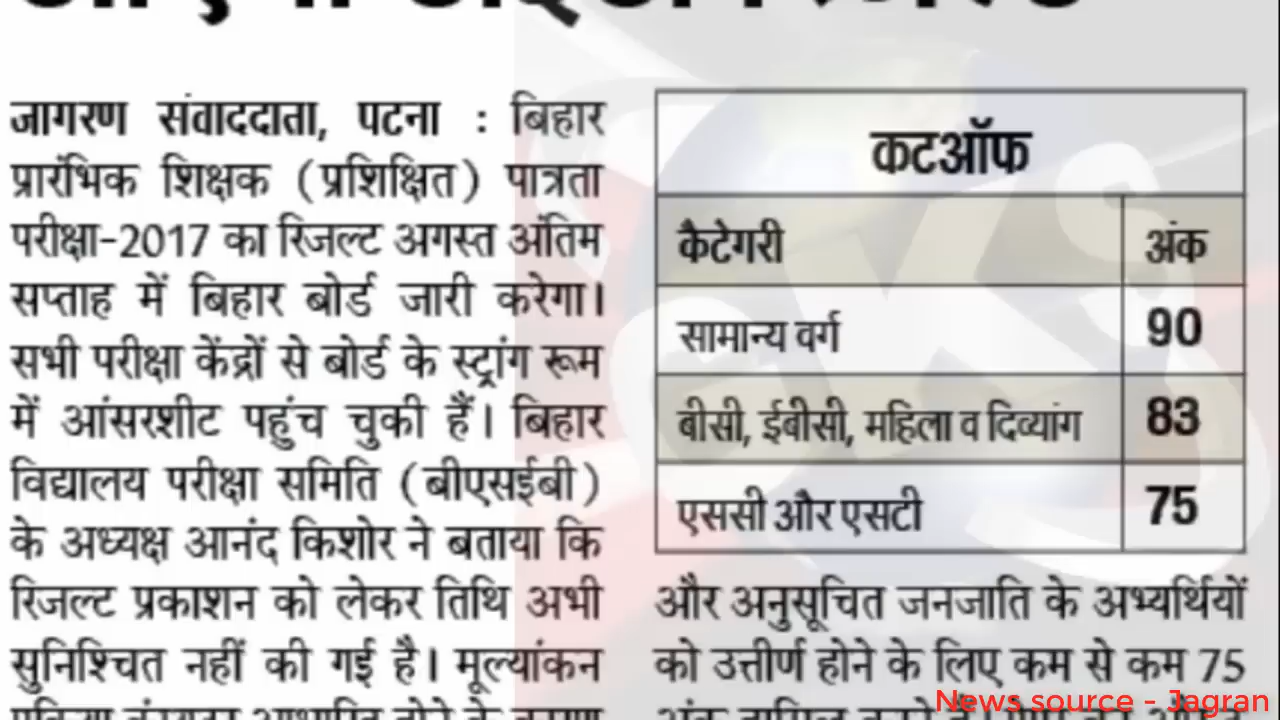 जागरण संवाददाता, पटना : बिहार
प्रारंभिक शिक्षक (प्रशिक्षित) पात्रता
परीक्षा-2017 का रिजल्ट अगस्त अंतिम
सप्ताह में बिहार बोर्ड जारी करेगा।
सभी परीक्षा केंद्रों से बोर्ड के स्ट्रांग रूम
में आंसरशीट पहुंच चुकी हैं। बिहार
विद्यालय परीक्षा समिति (बीएसईबी)
के अध्यक्ष आनंद किशोर ने बताया कि
रिजल्ट प्रकाशन को लेकर तिथि अभी
सुनिश्चित नहीं की गई है। मूल्यांकन
कटऑफ
कैटेगरी अंक
सामान्य वर्ग 90
बीसी, ईबीसी, महिला व दिव्यांग 83
एससी और एसटी 75
और अनुसूचित जनजाति के अभ्यर्थियों
को उत्तीर्ण होने के लिए कम से कम 75
News source - Jagran